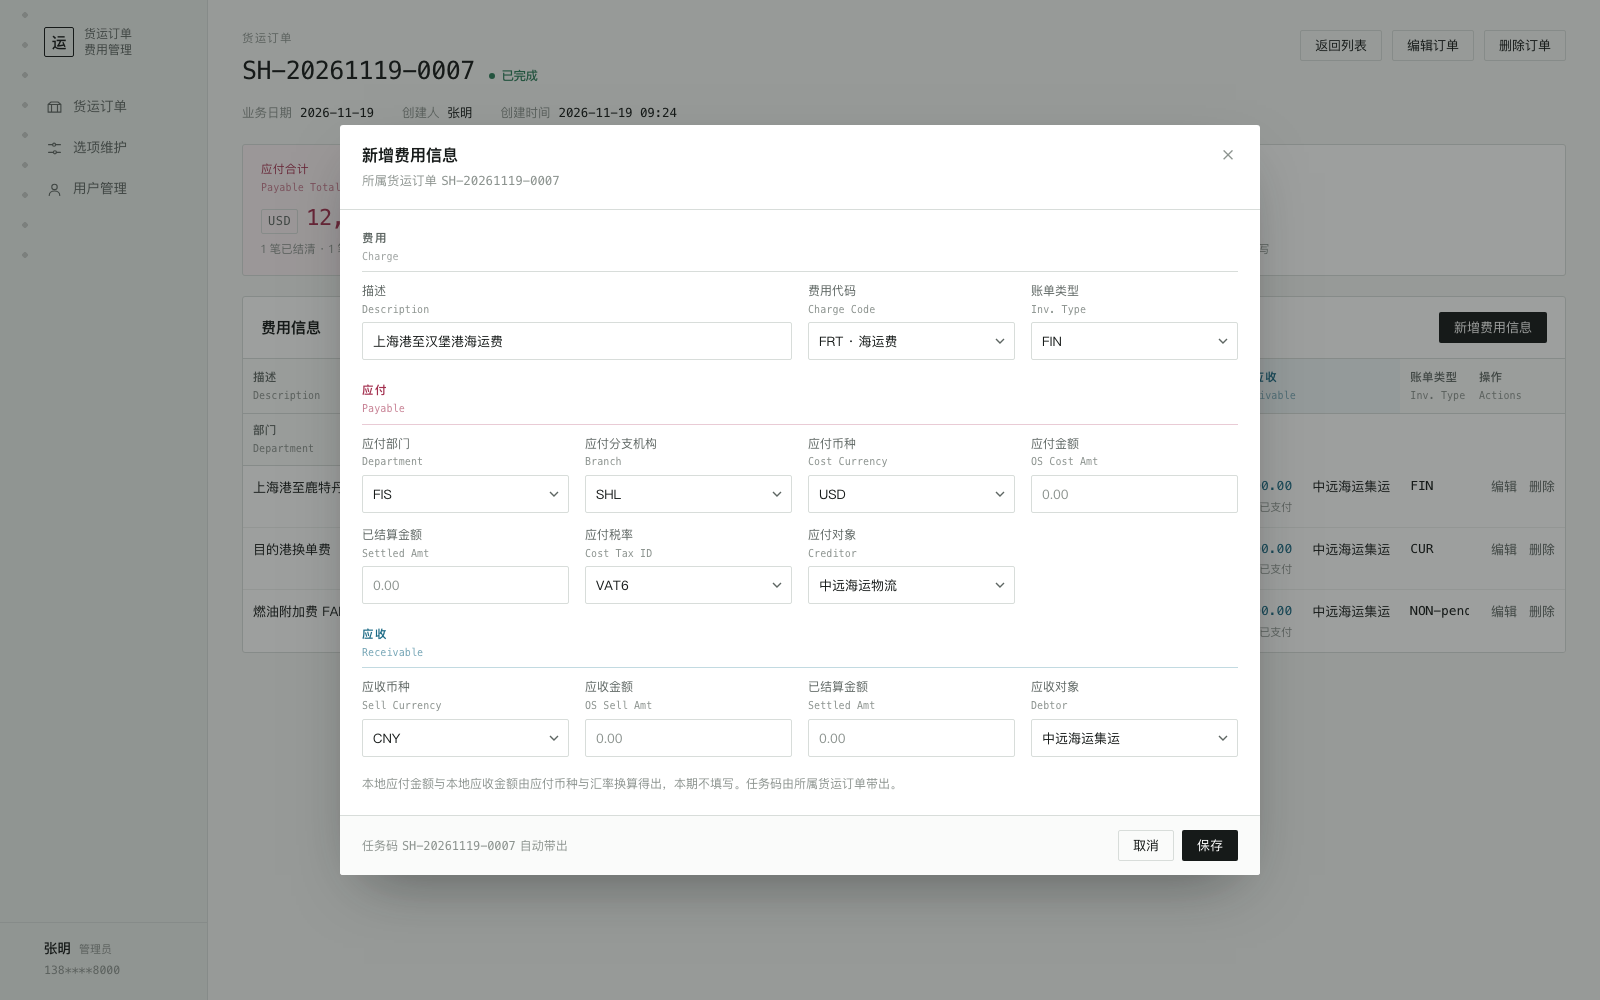 运
货运订单
费用管理
货运订单
选项维护
用户管理
张明 管理员
138****8000
货运订单
SH-20261119-0007 已完成
返回列表 编辑订单 删除订单
业务日期 2026-11-19 创建人 张明 创建时间 2026-11-19 09:24
应付合计
Payable Total
USD 12,
1 笔已结清 · 1
写
费用信息
新增费用信息
描述
Description
部门
Department
收
ivable
账单类型
Inv. Type
操作
Actions
上海港至鹿特丹
0.00 中远海运集运 FIN 编辑 删除
已支付
目的港换单费
0.00 中远海运集运 CUR 编辑 删除
已支付
燃油附加费 FA
0.00 中远海运集运 NON-pend 编辑 删除
已支付
新增费用信息
所属货运订单 SH-20261119-0007
费用
Charge
描述 费用代码 账单类型
Description Charge Code Inv. Type
上海港至汉堡港海运费 FRT · 海运费 FIN
应付
Payable
应付部门 应付分支机构 应付币种 应付金额
Department Branch Cost Currency OS Cost Amt
FIS SHL USD 0.00
已结算金额 应付税率 应付对象
Settled Amt Cost Tax ID Creditor
0.00 VAT6 中远海运物流
应收
Receivable
应收币种 应收金额 已结算金额 应收对象
Sell Currency OS Sell Amt Settled Amt Debtor
CNY 0.00 0.00 中远海运集运
本地应付金额与本地应收金额由应付币种与汇率换算得出，本期不填写。任务码由所属货运订单带出。
任务码 SH-20261119-0007 自动带出
取消 保存